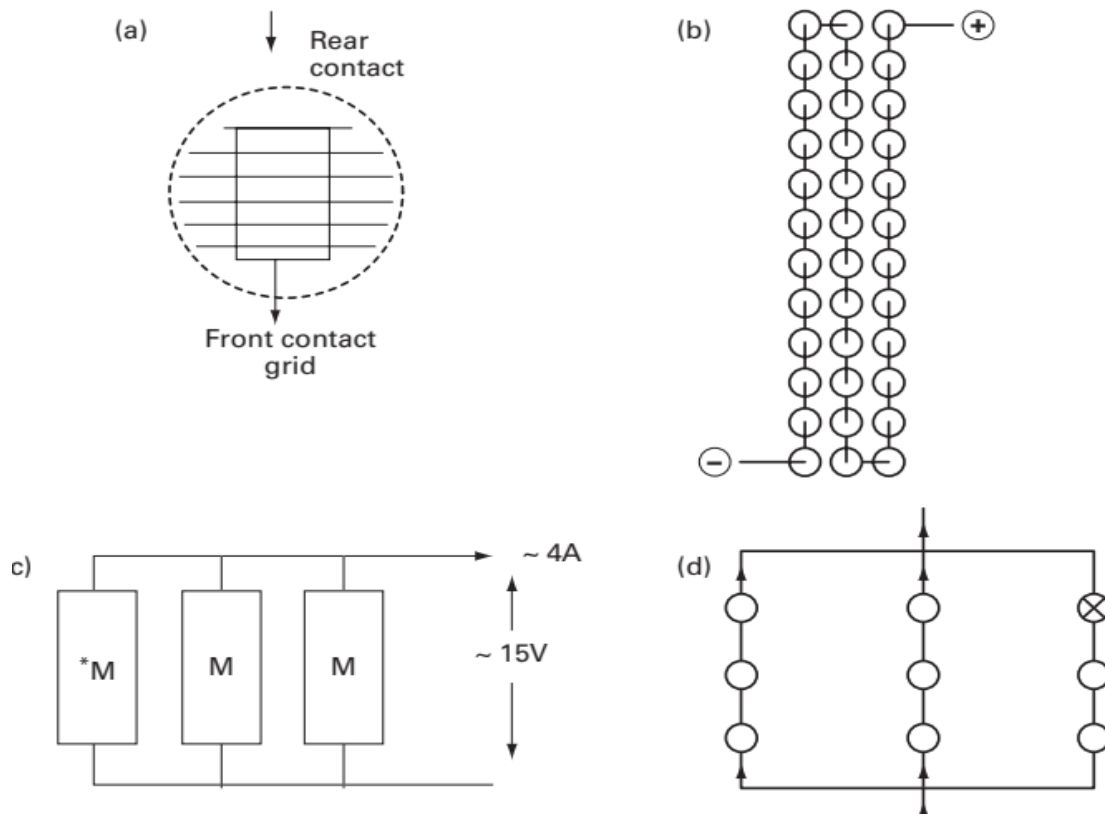 (a)
Rear
contact
Front contact
grid
(b)
+
−
c)
*M
M
M
~ 4A
~ 15V
(d)